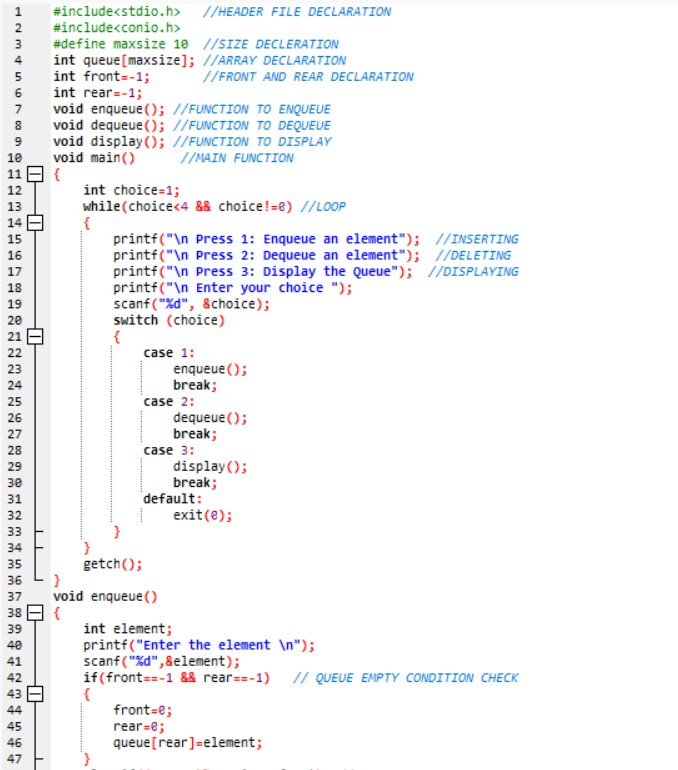 1 #include<stdio.h> //HEADER FILE DECLARATION
2 #include<conio.h>
3 #define maxsize 10 //SIZE DECLERATION
4 int queue[maxsize]; //ARRAY DECLARATION
5 int front=-1; //FRONT AND REAR DECLARATION
6 int rear=-1;
7 void enqueue(); //FUNCTION TO ENQUEUE
8 void dequeue(); //FUNCTION TO DEQUEUE
9 void display(); //FUNCTION TO DISPLAY
10 void main() //MAIN FUNCTION
11 {
12 int choice=1;
13 while(choice<4 && choice!=0) //LOOP
14 {
15 printf("\n Press 1: Enqueue an element"); //INSERTING
16 printf("\n Press 2: Dequeue an element"); //DELETING
17 printf("\n Press 3: Display the Queue"); //DISPLAYING
18 printf("\n Enter your choice ");
19 scanf("%d", &choice);
20 switch (choice)
21 {
22 case 1:
23 enqueue();
24 break;
25 case 2:
26 dequeue();
27 break;
28 case 3:
29 display();
30 break;
31 default:
32 exit(0);
33 }
34 }
35 getch();
36 }
37 void enqueue()
38 {
39 int element;
40 printf("Enter the element \n");
41 scanf("%d",&element);
42 if(front==-1 && rear==-1) // QUEUE EMPTY CONDITION CHECK
43 {
44 front=0;
45 rear=0;
46 queue[rear]=element;
47 }